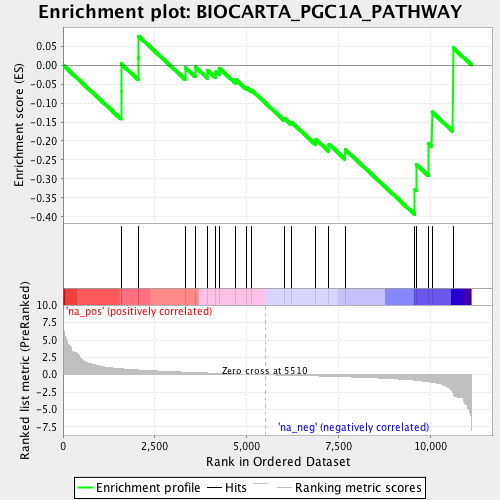 Enrichment plot: BIOCARTA_PGC1A_PATHWAY
Enrichment score (ES)
0.05
0.00
-0.05
-0.10
-0.15
-0.20
-0.25
-0.30
-0.35
-0.40
'na_pos' (positively correlated)
Ranked list metric (PreRanked)
10.0
7.5
5.0
2.5
0.0
-2.5
-5.0
-7.5
Zero cross at 5510
'na_neg' (negatively correlated)
0 2,500 5,000 7,500 10,000
Rank in Ordered Dataset
Enrichment profile Hits Ranking metric scores